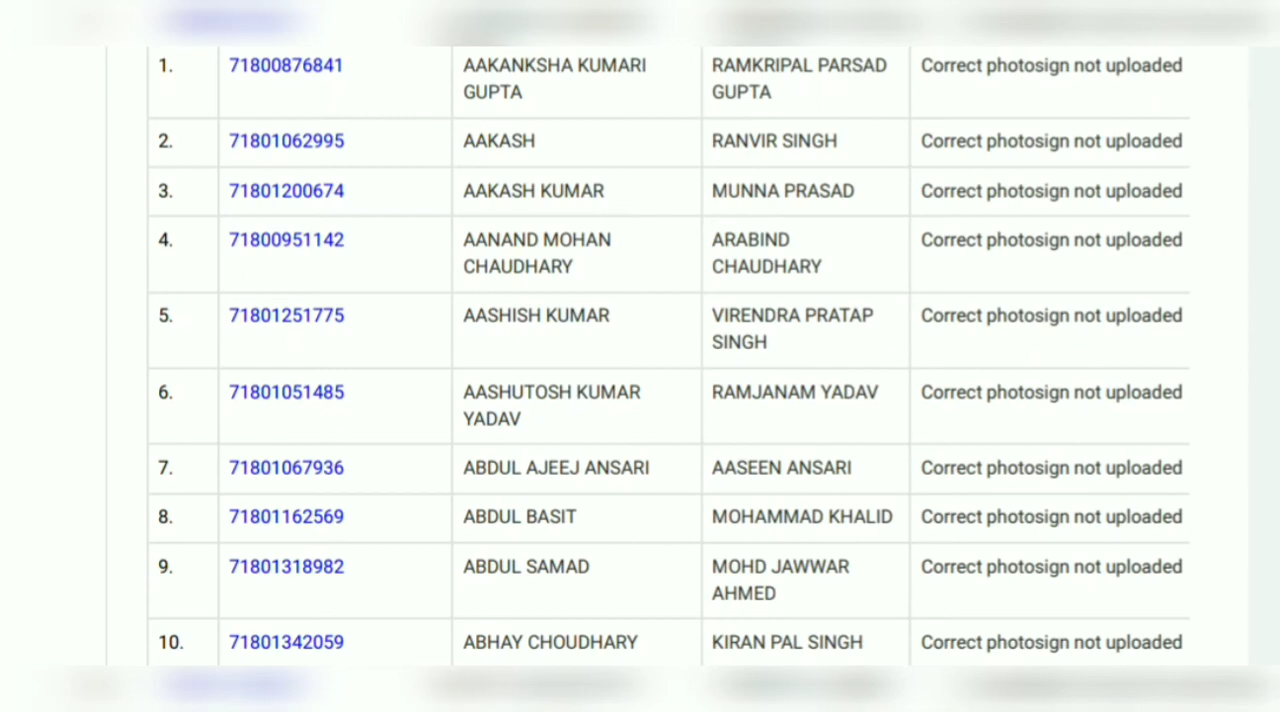 1. 71800876841 AAKANKSHA KUMARI GUPTA RAMKRIPAL PARSAD GUPTA Correct photosign not uploaded
2. 71801062995 AAKASH RANVIR SINGH Correct photosign not uploaded
3. 71801200674 AAKASH KUMAR MUNNA PRASAD Correct photosign not uploaded
4. 71800951142 AANAND MOHAN CHAUDHARY ARABIND CHAUDHARY Correct photosign not uploaded
5. 71801251775 AASHISH KUMAR VIRENDRA PRATAP SINGH Correct photosign not uploaded
6. 71801051485 AASHUTOSH KUMAR YADAV RAMJANAM YADAV Correct photosign not uploaded
7. 71801067936 ABDUL AJEEJ ANSARI AASEEN ANSARI Correct photosign not uploaded
8. 71801162569 ABDUL BASIT MOHAMMAD KHALID Correct photosign not uploaded
9. 71801318982 ABDUL SAMAD MOHD JAWWAR AHMED Correct photosign not uploaded
10. 71801342059 ABHAY CHOUDHARY KIRAN PAL SINGH Correct photosign not uploaded